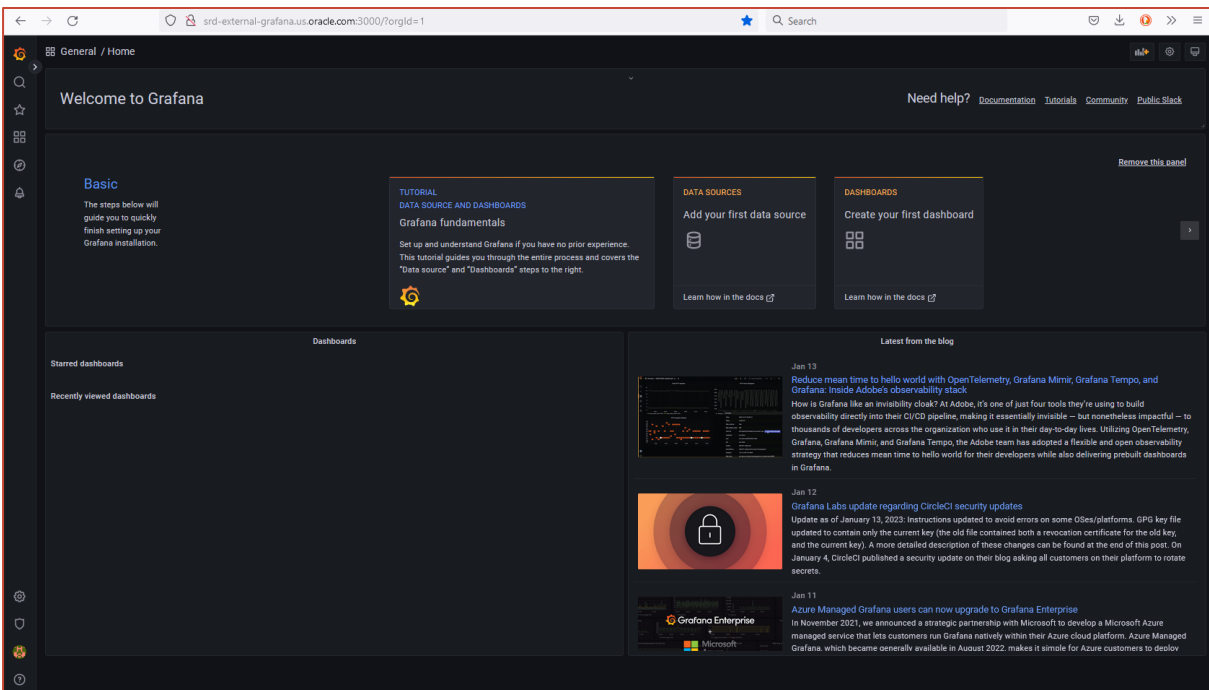 srd-external-grafana.us.oracle.com:3000/?orgId=1
Search
General / Home
Welcome to Grafana
Need help? Documentation Tutorials Community Public Slack
Remove this panel
Basic
The steps below will
guide you to quickly
finish setting up your
Grafana installation.
TUTORIAL
DATA SOURCE AND DASHBOARDS
Grafana fundamentals
Set up and understand Grafana if you have no prior experience.
This tutorial guides you through the entire process and covers the
"Data source" and "Dashboards" steps to the right.
DATA SOURCES
Add your first data source
Learn how in the docs
DASHBOARDS
Create your first dashboard
Learn how in the docs
Dashboards
Starred dashboards
Recently viewed dashboards
Latest from the blog
Jan 13
Reduce mean time to hello world with OpenTelemetry, Grafana Mimir, Grafana Tempo, and
Grafana: Inside Adobe's observability stack
How is Grafana like an invisibility cloak? At Adobe, it's one of just four tools they're using to build
observability directly into their CI/CD pipeline, making it essentially invisible — but nonetheless impactful — to
thousands of developers across the organization who use it in their day-to-day lives. Utilizing OpenTelemetry,
Grafana, Grafana Mimir, and Grafana Tempo, the Adobe team has adopted a flexible and open observability
strategy that reduces mean time to hello world for their developers while also delivering prebuilt dashboards
in Grafana.
Jan 12
Grafana Labs update regarding CircleCI security updates
Update as of January 13, 2023: Instructions updated to avoid errors on some OSes/platforms. GPG key file
updated to contain only the current key (the old file contained both a revocation certificate for the old key,
and the current key). A more detailed description of these changes can be found at the end of this post. On
January 4, CircleCI published a security update on their blog asking all customers on their platform to rotate
secrets.
Jan 11
Azure Managed Grafana users can now upgrade to Grafana Enterprise
In November 2021, we announced a strategic partnership with Microsoft to develop a Microsoft Azure
managed service that lets customers run Grafana natively within their Azure cloud platform. Azure Managed
Grafana, which became generally available in August 2022, makes it simple for Azure customers to deploy
Grafana Enterprise
+
Microsoft